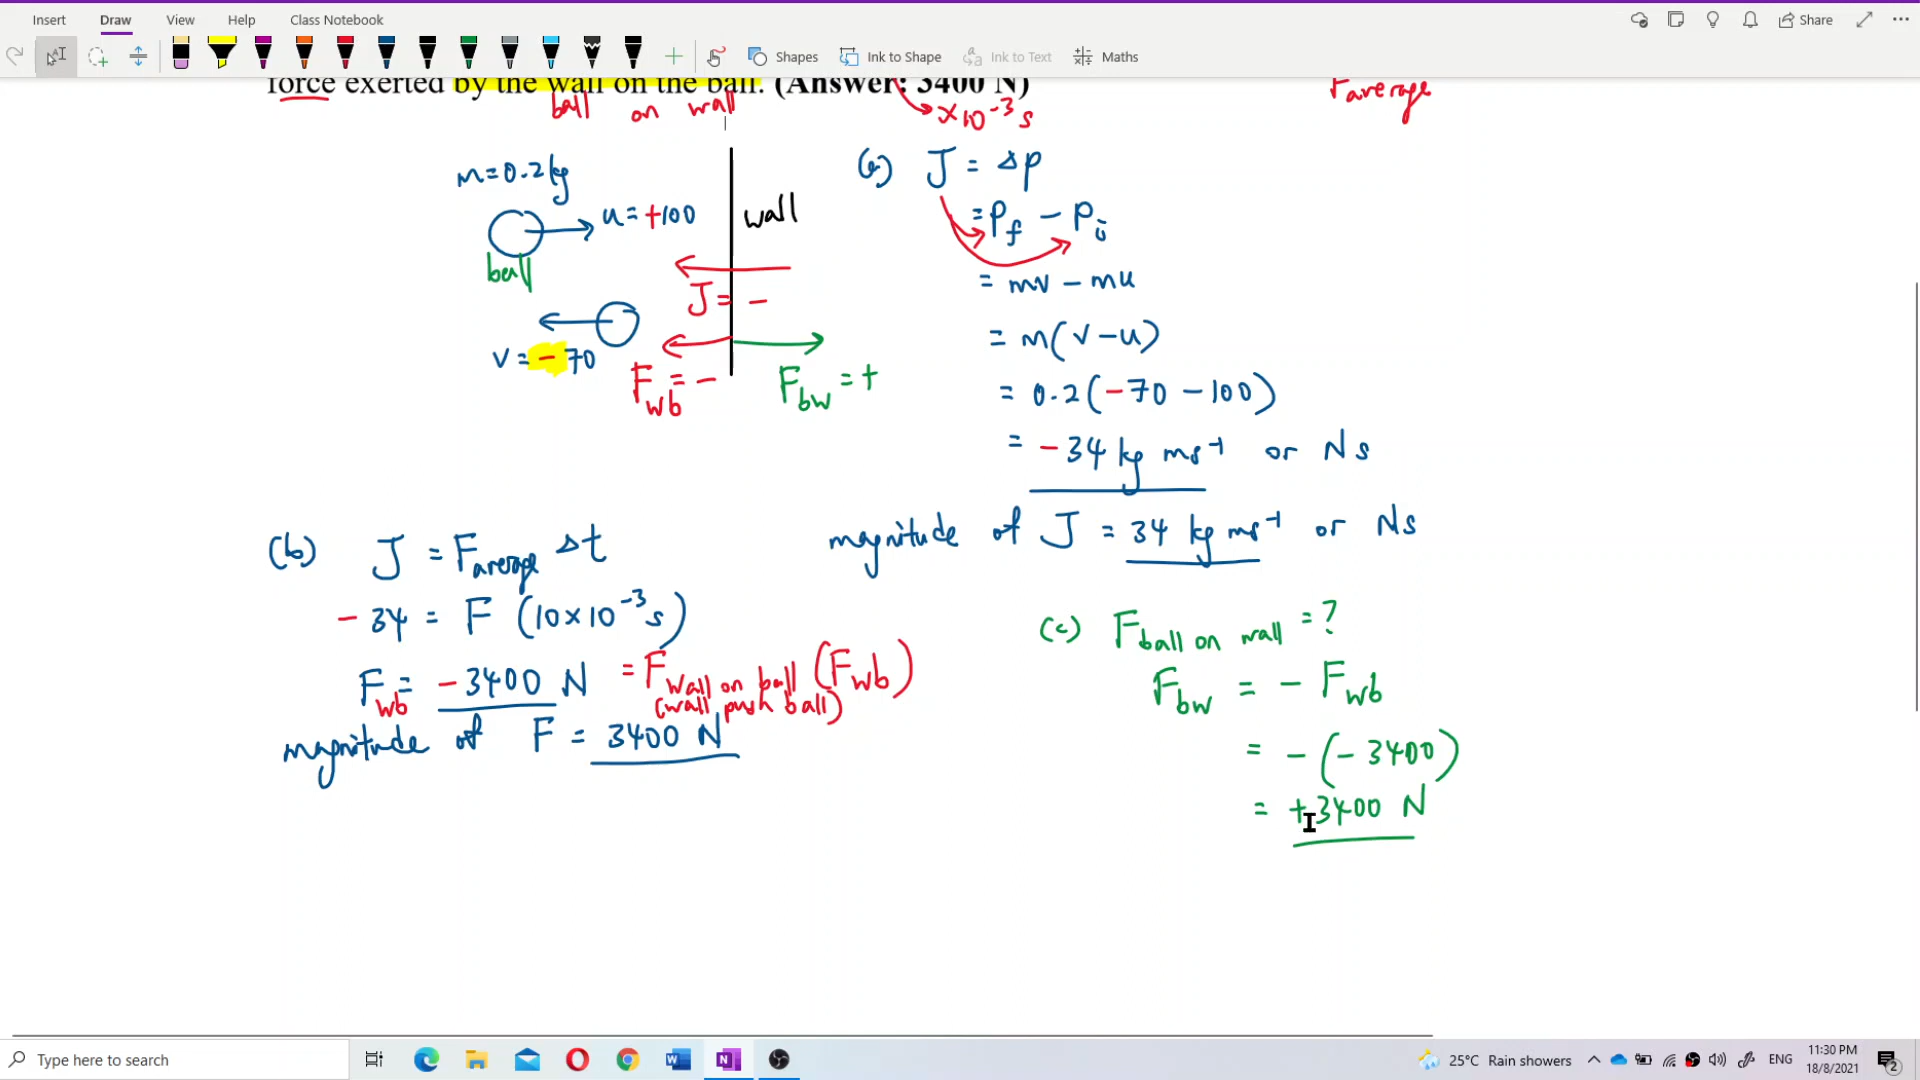 Insert Draw View Help Class Notebook
Share
Shapes Ink to Shape Ink to Text Maths
force exerted by the wall on the ball. (Answer: 3400 N)
ball on wall
×10⁻³ s
F average
m = 0.2 kg
u = +100
ball
wall
J = -
v = -70
F wb = -
F bw = +
(a) J = Δp
= Pf - Pi
= mv - mu
= m(v - u)
= 0.2(-70 - 100)
= -34 kg ms⁻¹ or Ns
magnitude of J = 34 kg ms⁻¹ or Ns
(b) J = F average Δt
- 34 = F (10 × 10⁻³ s)
F wb = -3400 N = F wall on ball (F wb)
(wall push ball)
magnitude of F = 3400 N
(c) F ball on wall = ?
F bw = - F wb
= - (- 3400)
= +3400 N
Type here to search
25°C Rain showers
ENG
11:30 PM
18/8/2021
2